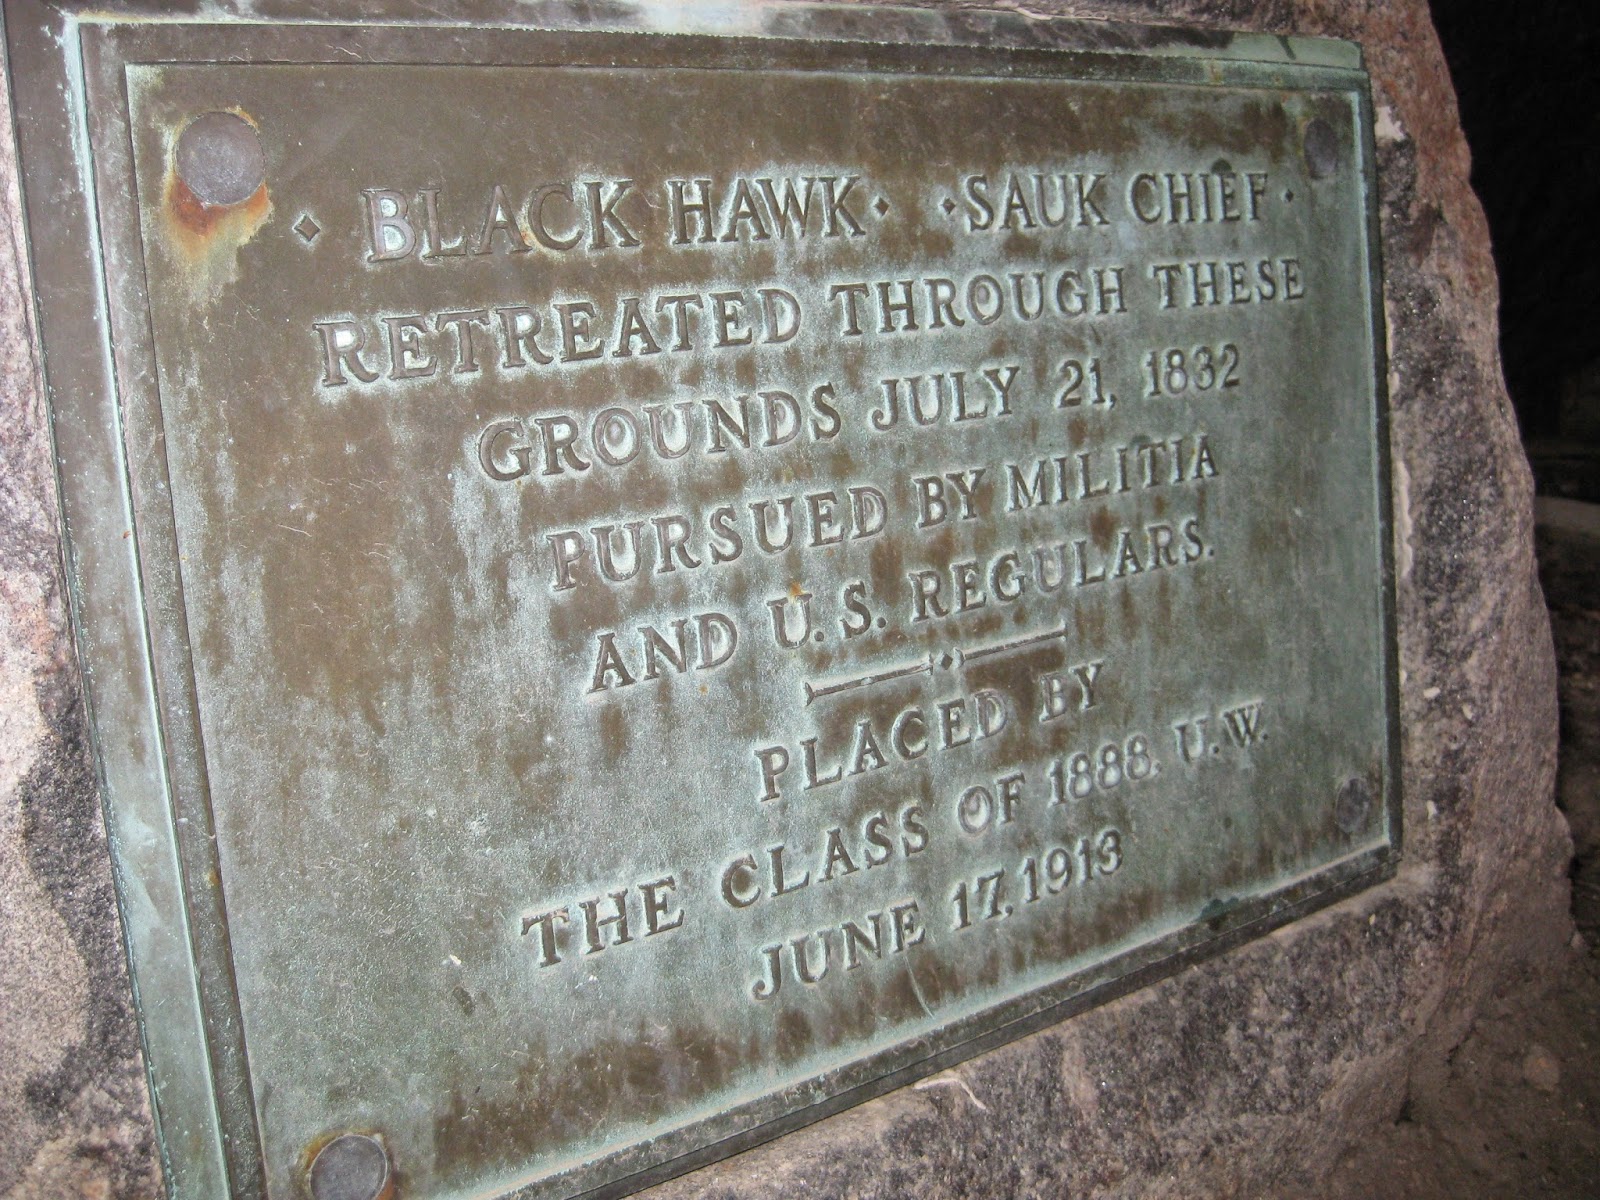 · BLACK HAWK · · SAUK CHIEF ·
RETREATED THROUGH THESE
GROUNDS JULY 21, 1832
PURSUED BY MILITIA
AND U.S. REGULARS.
PLACED BY
THE CLASS OF 1888. U.W.
JUNE 17, 1913